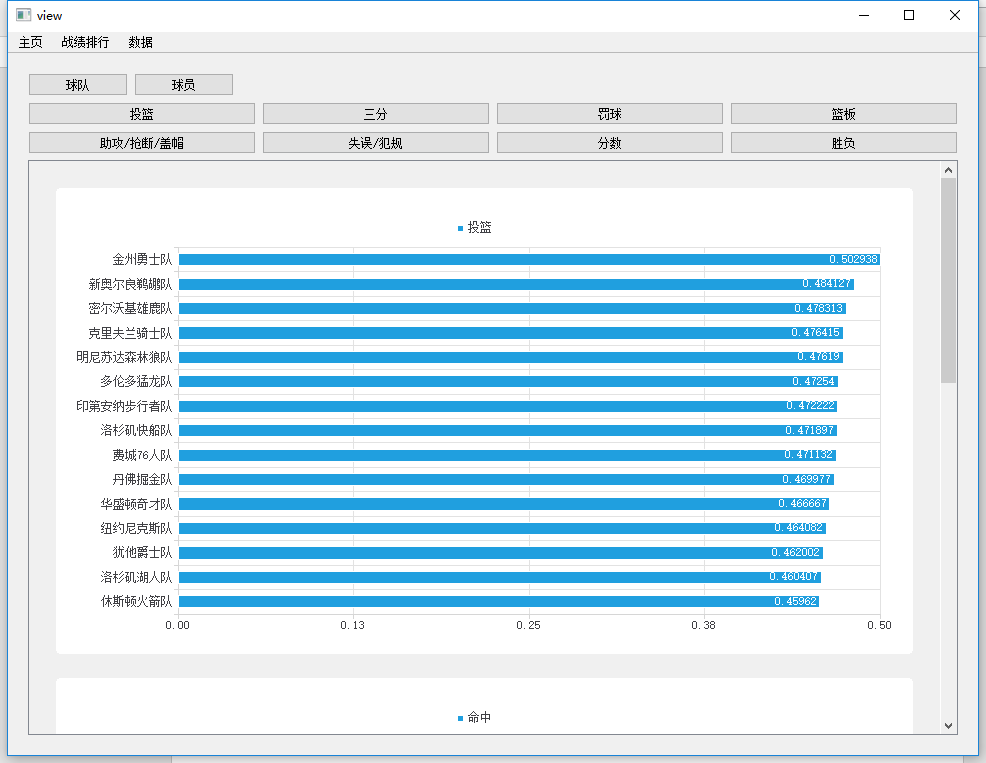 view
主页 战绩排行 数据
球队 球员
投篮 三分 罚球 篮板
助攻/抢断/盖帽 失误/犯规 分数 胜负
投篮
金州勇士队 0.502938
新奥尔良鹈鹕队 0.484127
密尔沃基雄鹿队 0.478313
克里夫兰骑士队 0.476415
明尼苏达森林狼队 0.47619
多伦多猛龙队 0.47254
印第安纳步行者队 0.472222
洛杉矶快船队 0.471897
费城76人队 0.471132
丹佛掘金队 0.469977
华盛顿奇才队 0.466667
纽约尼克斯队 0.464082
犹他爵士队 0.462002
洛杉矶湖人队 0.460407
休斯顿火箭队 0.45962
0.00 0.13 0.25 0.38 0.50
命中